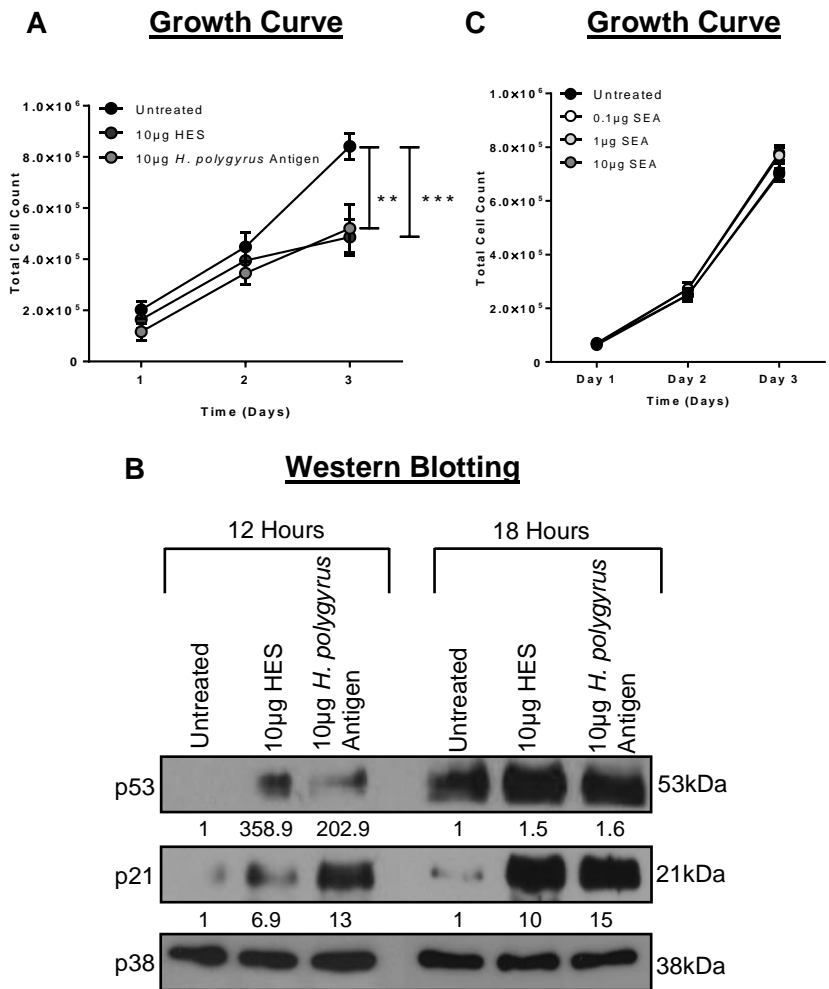 A
Growth Curve
1.0×10⁶
8.0×10⁵
6.0×10⁵
4.0×10⁵
2.0×10⁵
0
Total Cell Count
Untreated
10µg HES
10µg H. polygyrus Antigen
**
***
1 2 3
Time (Days)
C
Growth Curve
1.0×10⁶
8.0×10⁵
6.0×10⁵
4.0×10⁵
2.0×10⁵
0
Total Cell Count
Untreated
0.1µg SEA
1µg SEA
10µg SEA
Day 1 Day 2 Day 3
Time (Days)
B
Western Blotting
12 Hours
18 Hours
Untreated
10µg HES
10µg H. polygyrus
Antigen
Untreated
10µg HES
10µg H. polygyrus
Antigen
p53 53kDa
1 358.9 202.9 1 1.5 1.6
p21 21kDa
1 6.9 13 1 10 15
p38 38kDa